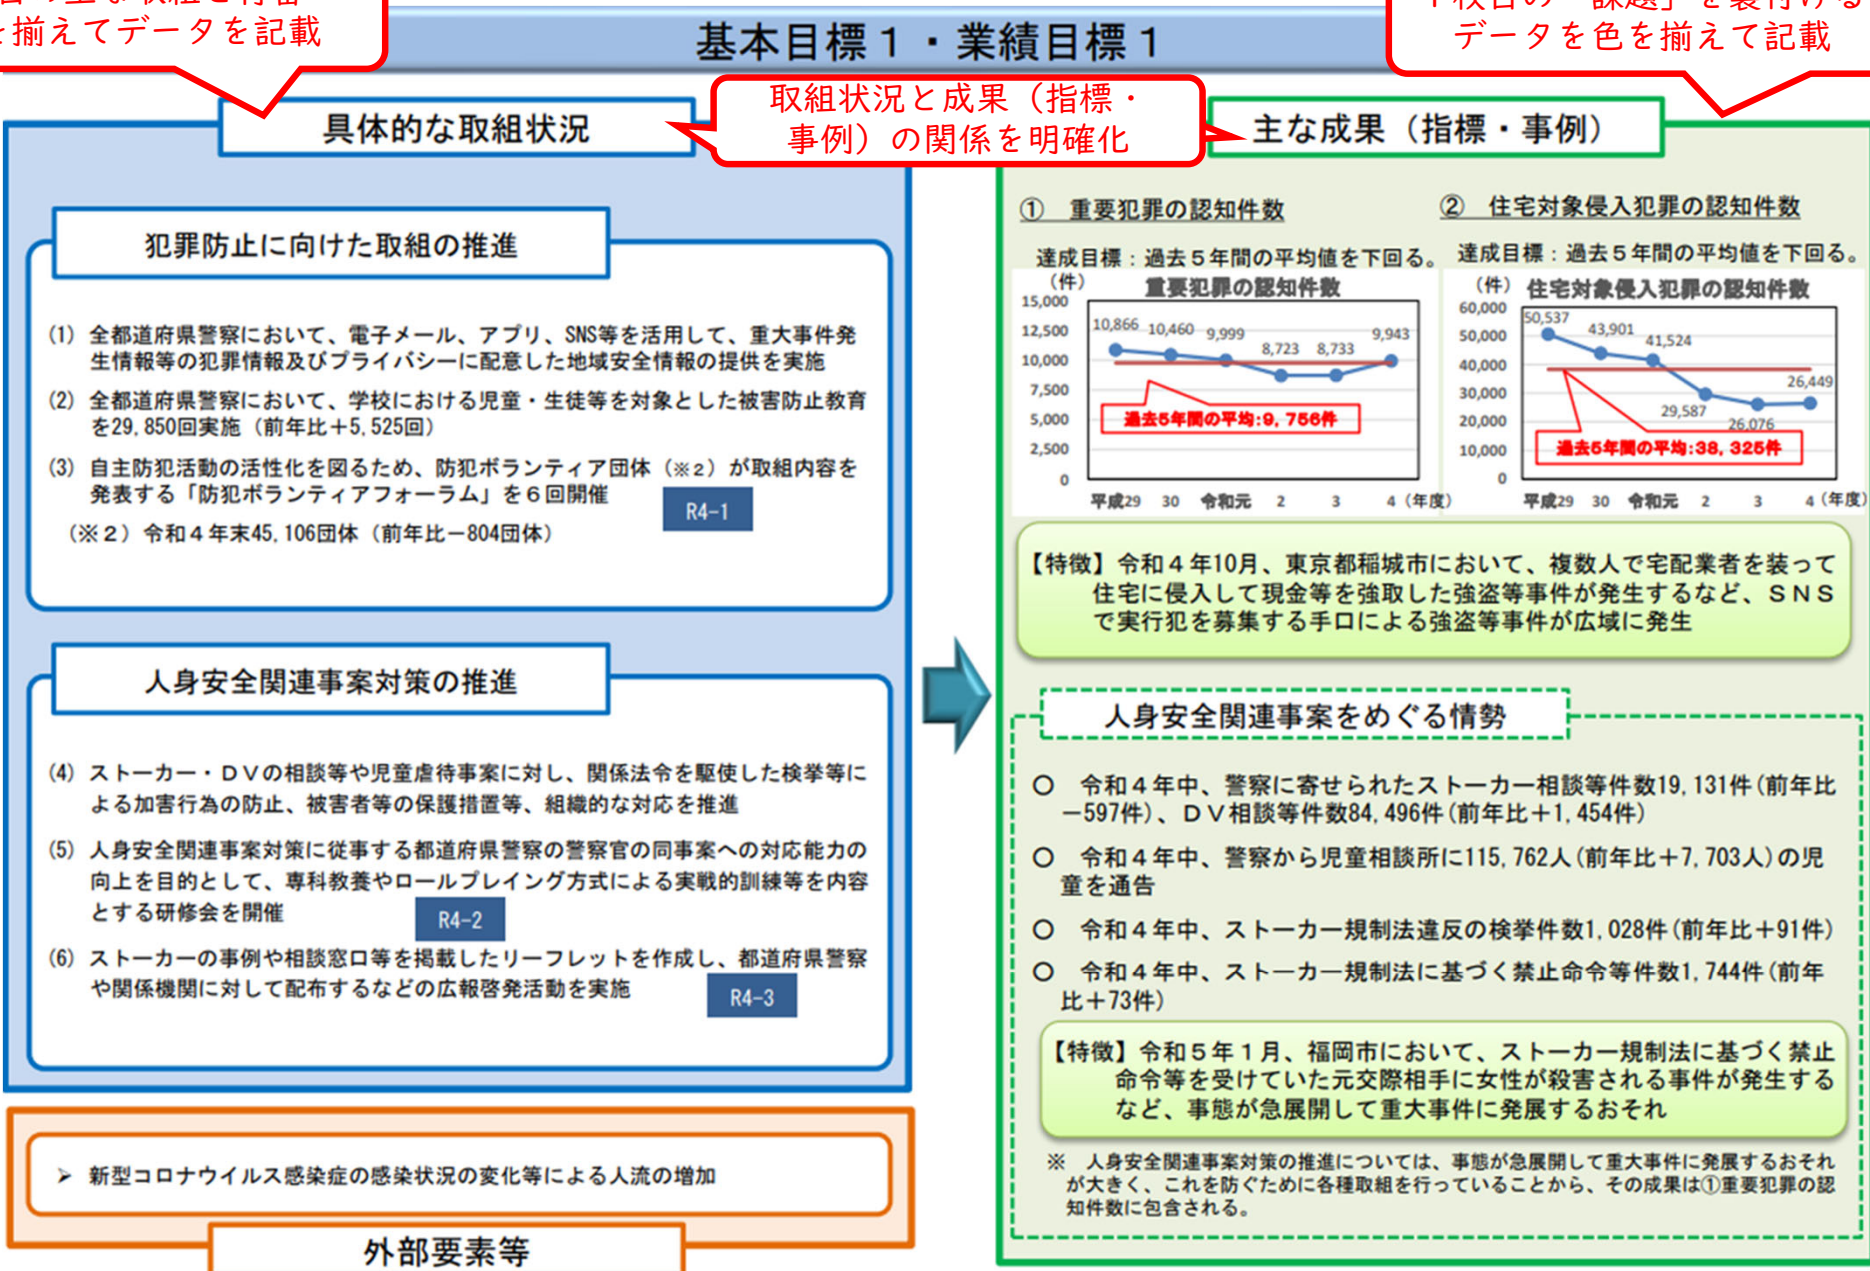 を揃えてデータを記載
データを色を揃えて記載
基本目標１・業績目標１
取組状況と成果（指標・
事例）の関係を明確化
具体的な取組状況
犯罪防止に向けた取組の推進
(1) 全都道府県警察において、電子メール、アプリ、SNS等を活用して、重大事件発
生情報等の犯罪情報及びプライバシーに配意した地域安全情報の提供を実施
(2) 全都道府県警察において、学校における児童・生徒等を対象とした被害防止教育
を29,850回実施（前年比＋5,525回）
(3) 自主防犯活動の活性化を図るため、防犯ボランティア団体（※２）が取組内容を
発表する「防犯ボランティアフォーラム」を６回開催
R4-1
（※２）令和４年末45,106団体（前年比－804団体）
人身安全関連事案対策の推進
(4) ストーカー・ＤＶの相談等や児童虐待事案に対し、関係法令を駆使した検挙等に
よる加害行為の防止、被害者等の保護措置等、組織的な対応を推進
(5) 人身安全関連事案対策に従事する都道府県警察の警察官の同事案への対応能力の
向上を目的として、専科教養やロールプレイング方式による実戦的訓練等を内容
とする研修会を開催
R4-2
(6) ストーカーの事例や相談窓口等を掲載したリーフレットを作成し、都道府県警察
や関係機関に対して配布するなどの広報啓発活動を実施
R4-3
➢ 新型コロナウイルス感染症の感染状況の変化等による人流の増加
外部要素等
主な成果（指標・事例）
① 重要犯罪の認知件数
達成目標：過去５年間の平均値を下回る。
（件）
重要犯罪の認知件数
15,000
12,500
10,000
7,500
5,000
2,500
0
10,866 10,460 9,999 8,723 8,733 9,943
過去5年間の平均:9,756件
平成29 30 令和元 2 3 4（年度）
② 住宅対象侵入犯罪の認知件数
達成目標：過去５年間の平均値を下回る。
（件）
住宅対象侵入犯罪の認知件数
60,000
50,000
40,000
30,000
20,000
10,000
0
50,537 43,901 41,524 29,587 26,076 26,449
過去5年間の平均:38,325件
平成29 30 令和元 2 3 4（年度）
【特徴】令和４年10月、東京都稲城市において、複数人で宅配業者を装って
住宅に侵入して現金等を強取した強盗等事件が発生するなど、ＳＮＳ
で実行犯を募集する手口による強盗等事件が広域に発生
人身安全関連事案をめぐる情勢
○ 令和４年中、警察に寄せられたストーカー相談等件数19,131件(前年比
－597件)、ＤＶ相談等件数84,496件(前年比＋1,454件)
○ 令和４年中、警察から児童相談所に115,762人(前年比＋7,703人)の児
童を通告
○ 令和４年中、ストーカー規制法違反の検挙件数1,028件(前年比＋91件)
○ 令和４年中、ストーカー規制法に基づく禁止命令等件数1,744件(前年
比＋73件)
【特徴】令和５年１月、福岡市において、ストーカー規制法に基づく禁止
命令等を受けていた元交際相手に女性が殺害される事件が発生する
など、事態が急展開して重大事件に発展するおそれ
※ 人身安全関連事案対策の推進については、事態が急展開して重大事件に発展するおそれ
が大きく、これを防ぐために各種取組を行っていることから、その成果は①重要犯罪の認
知件数に包含される。